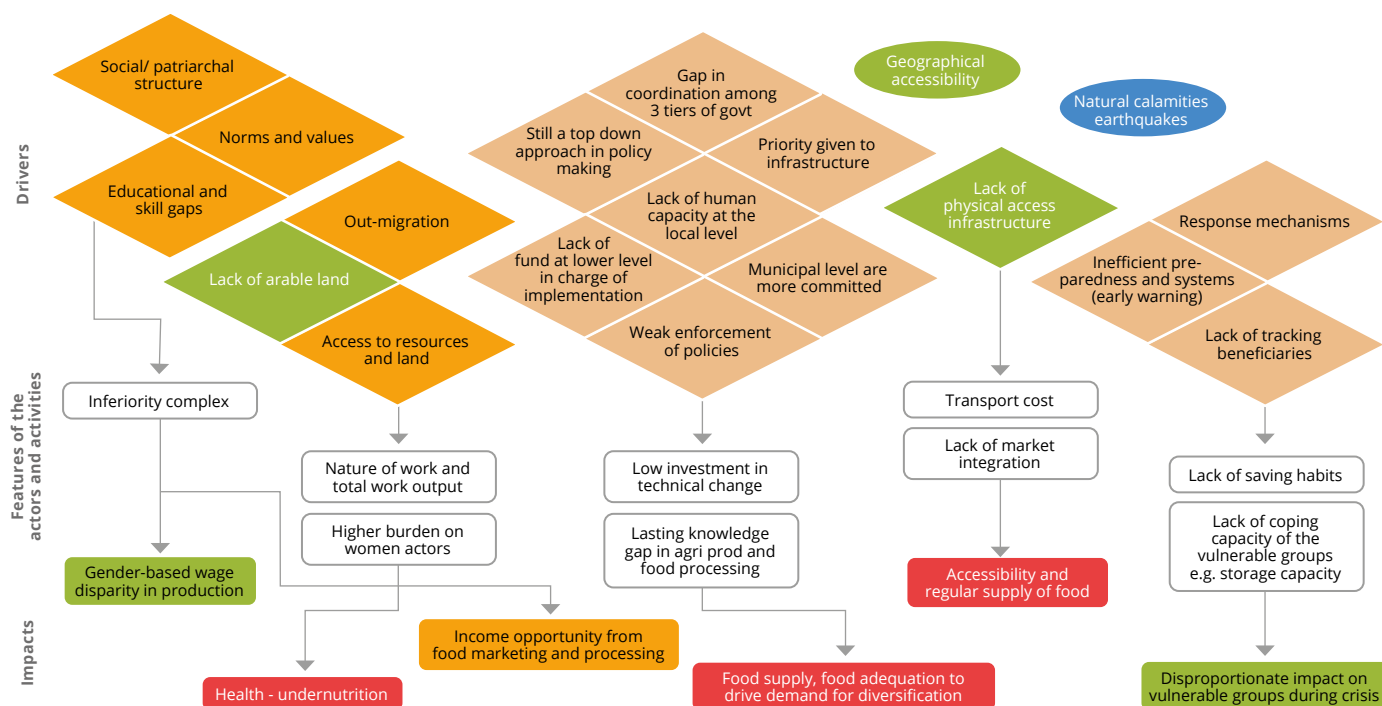 Drivers
Social/ patriarchal
structure
Norms and values
Educational and
skill gaps
Out-migration
Lack of arable land
Access to resources
and land
Gap in
coordination among
3 tiers of govt
Still a top down
approach in policy
making
Priority given to
infrastructure
Lack of human
capacity at the
local level
Lack of
fund at lower level
in charge of
implementation
Municipal level are
more committed
Weak enforcement
of policies
Geographical
accessibility
Natural calamities
earthquakes
Lack of
physical access
infrastructure
Response mechanisms
Inefficient pre-
paredness and systems
(early warning)
Lack of tracking
beneficiaries
Features of the
actors and activities
Inferiority complex
Nature of work and
total work output
Higher burden on
women actors
Low investment in
technical change
Lasting knowledge
gap in agri prod and
food processing
Transport cost
Lack of market
integration
Lack of saving habits
Lack of coping
capacity of the
vulnerable groups
e.g. storage capacity
Impacts
Gender-based wage
disparity in production
Health - undernutrition
Income opportunity from
food marketing and processing
Food supply, food adequation to
drive demand for diversification
Accessibility and
regular supply of food
Disproportionate impact on
vulnerable groups during crisis